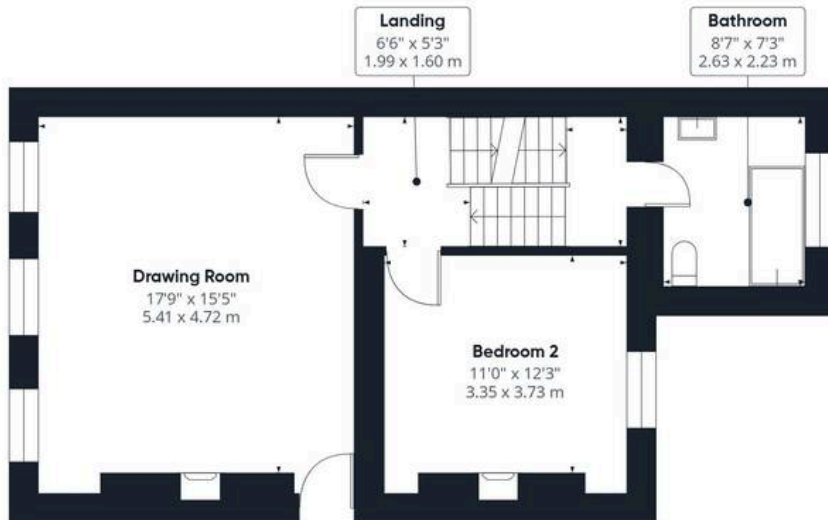 Landing
6'6" x 5'3"
1.99 x 1.60 m
Bathroom
8'7" x 7'3"
2.63 x 2.23 m
Drawing Room
17'9" x 15'5"
5.41 x 4.72 m
Bedroom 2
11'0" x 12'3"
3.35 x 3.73 m